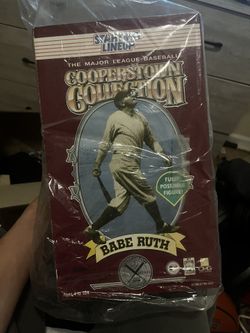 STARTING
LINEUP
THE MAJOR LEAGUE BASEBALL
COOPERSTOWN
COLLECTION
FULLY
POSEABLE
FIGURE!
BABE RUTH